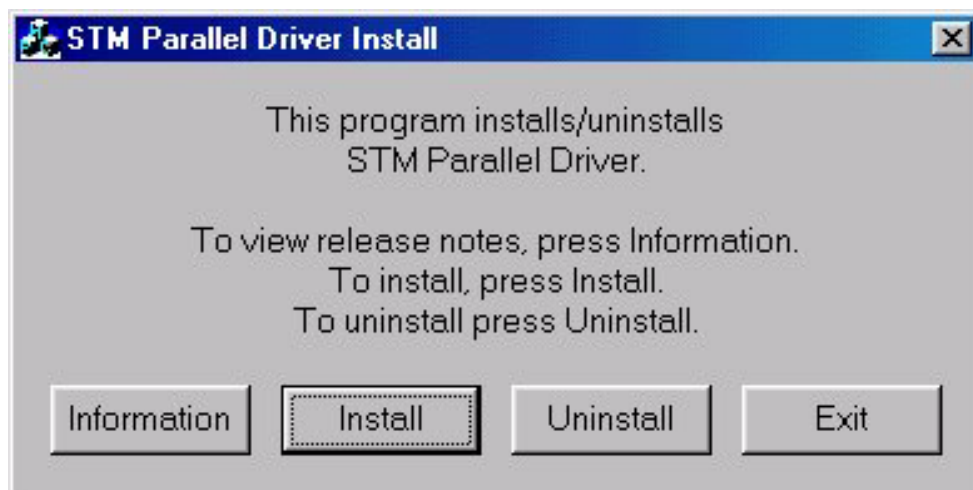 STM Parallel Driver Install
This program installs/uninstalls
STM Parallel Driver.
To view release notes, press Information.
To install, press Install.
To uninstall press Uninstall.
Information Install Uninstall Exit